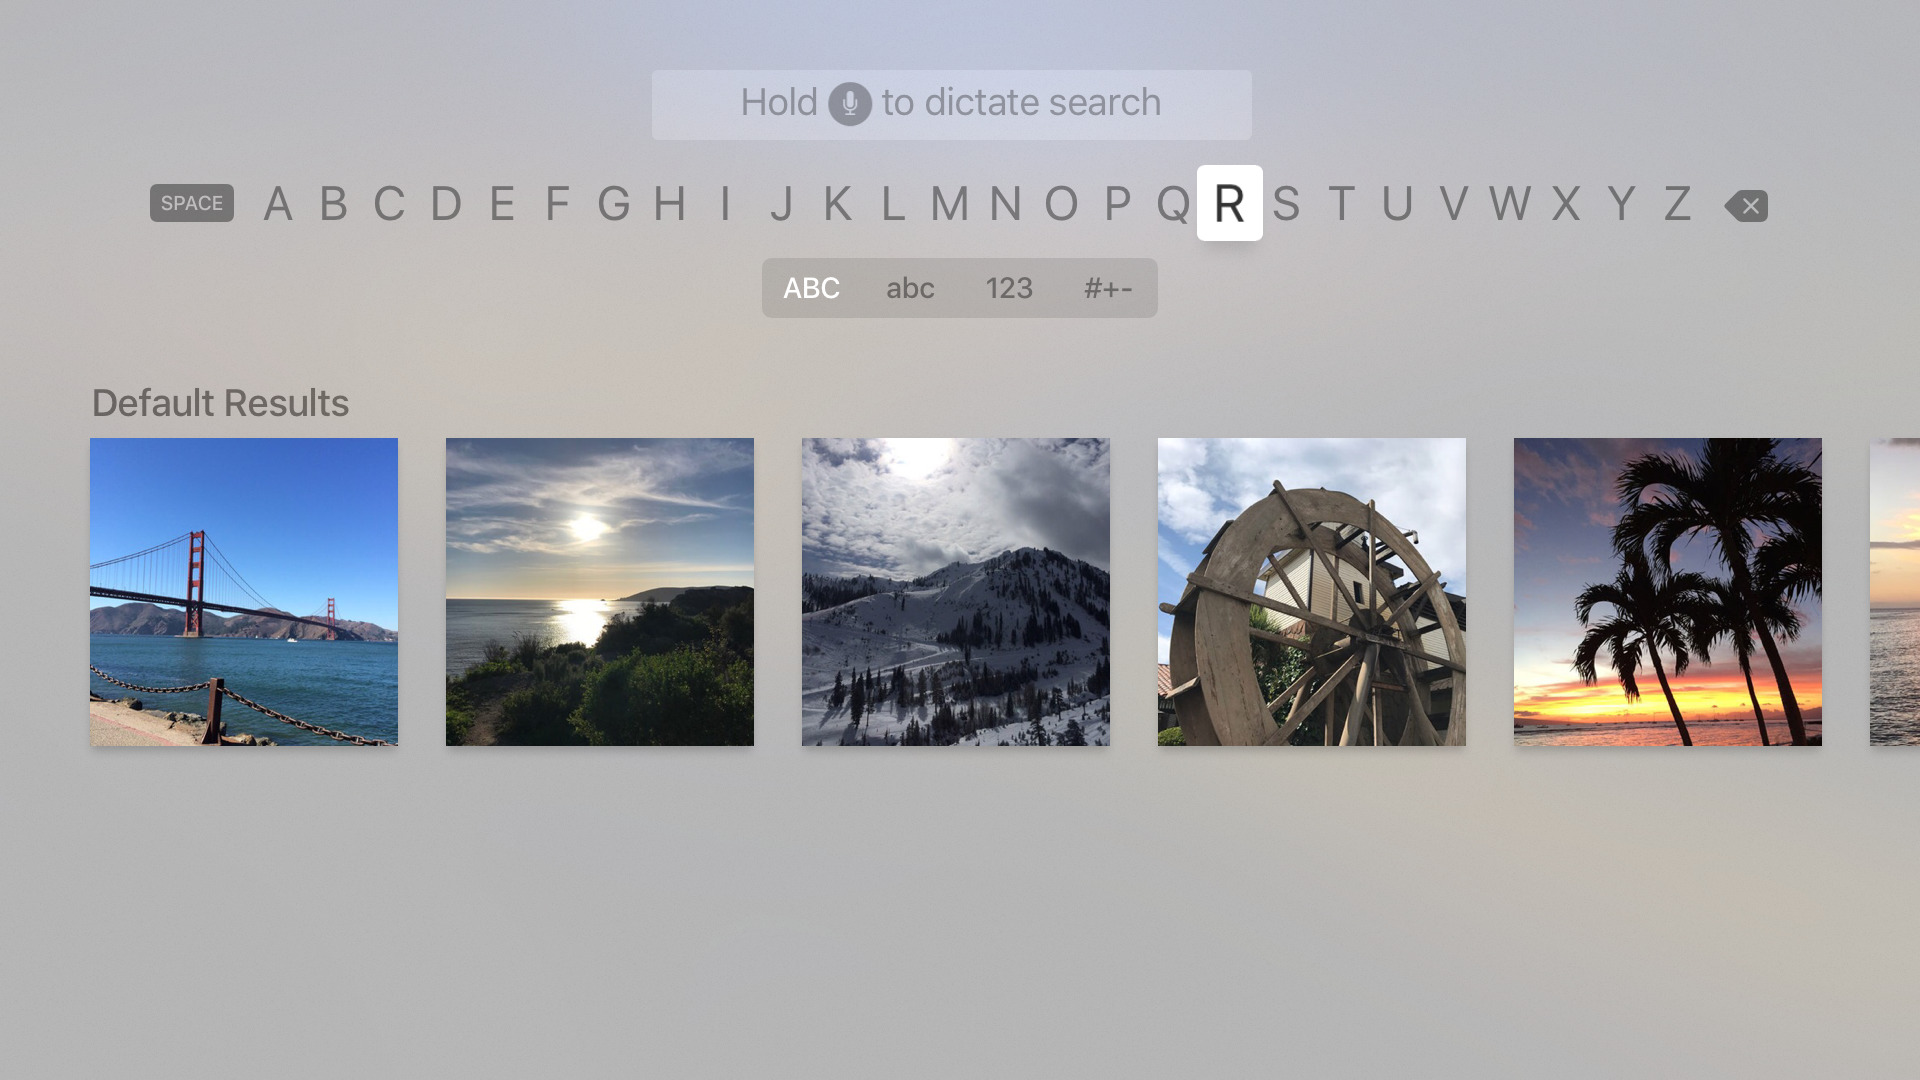 Hold to dictate search
SPACE A B C D E F G H I J K L M N O P Q R S T U V W X Y Z
ABC abc 123 #+-
Default Results